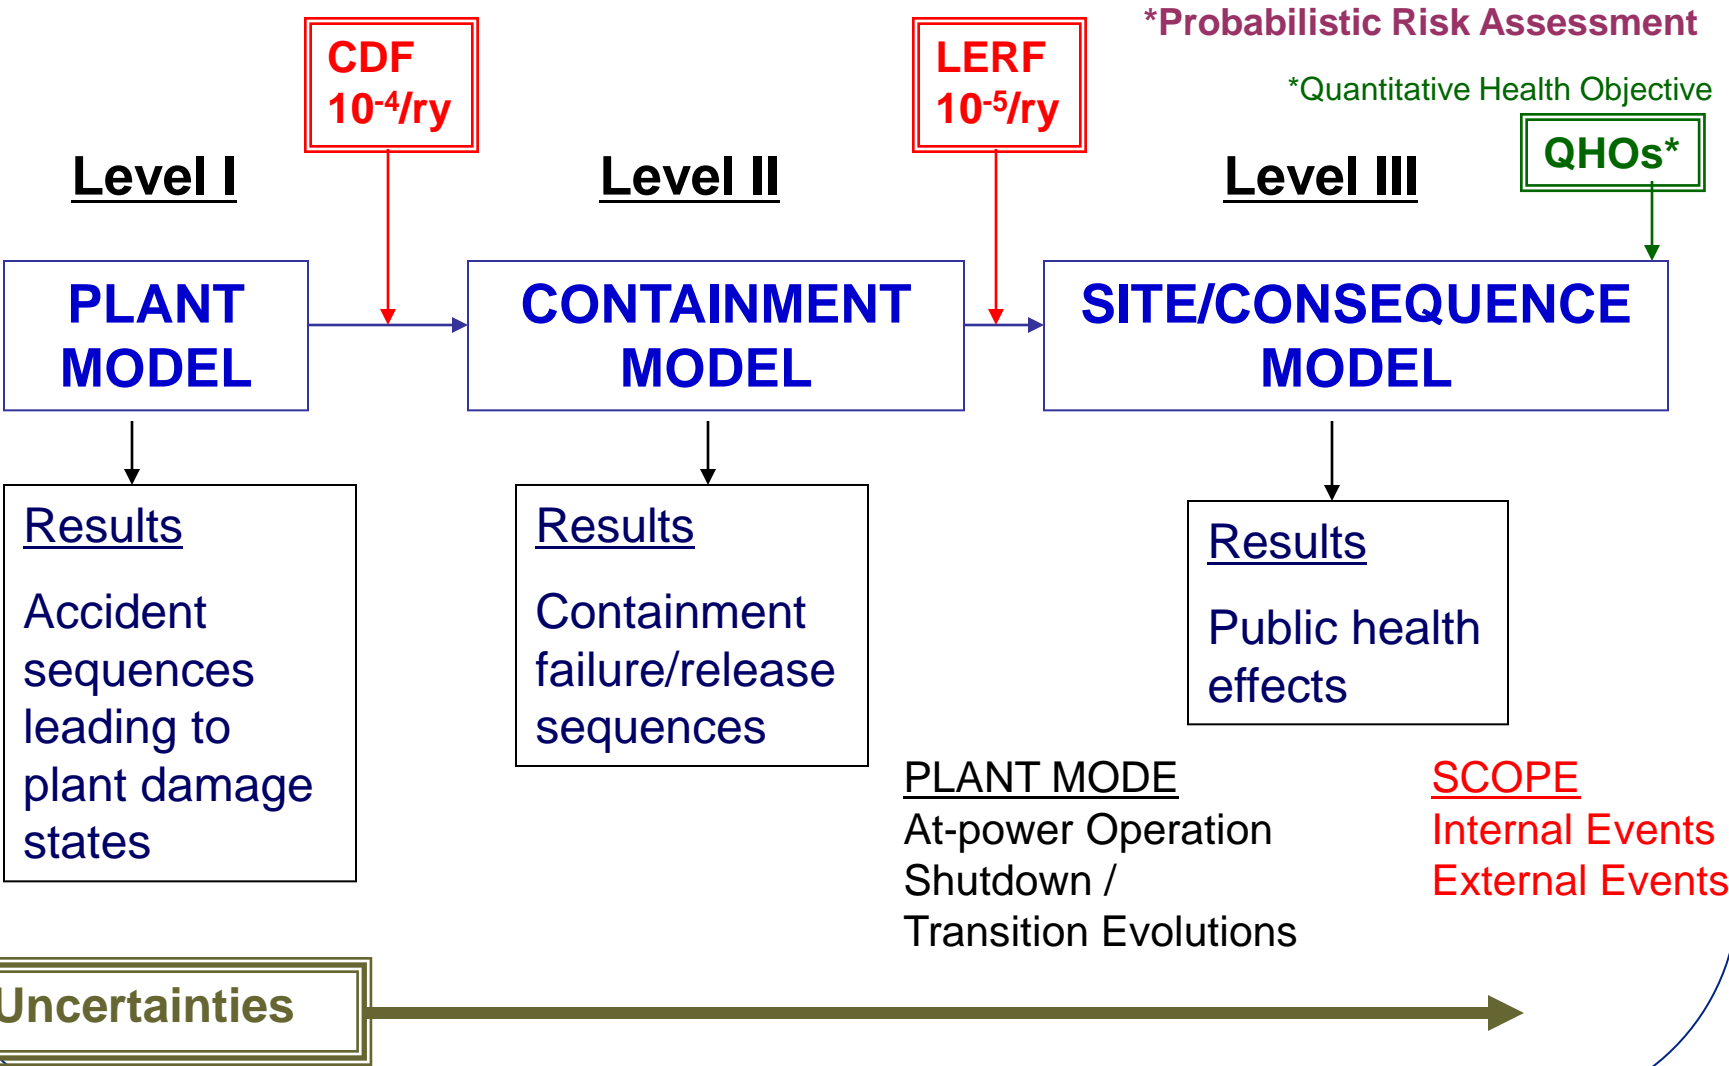 *Probabilistic Risk Assessment
CDF
10⁻⁴/ry
LERF
10⁻⁵/ry
*Quantitative Health Objective
QHOs*
Level I
Level II
Level III
PLANT
MODEL
CONTAINMENT
MODEL
SITE/CONSEQUENCE
MODEL
Results
Accident
sequences
leading to
plant damage
states
Results
Containment
failure/release
sequences
Results
Public health
effects
PLANT MODE
At-power Operation
Shutdown /
Transition Evolutions
SCOPE
Internal Events
External Events
Uncertainties